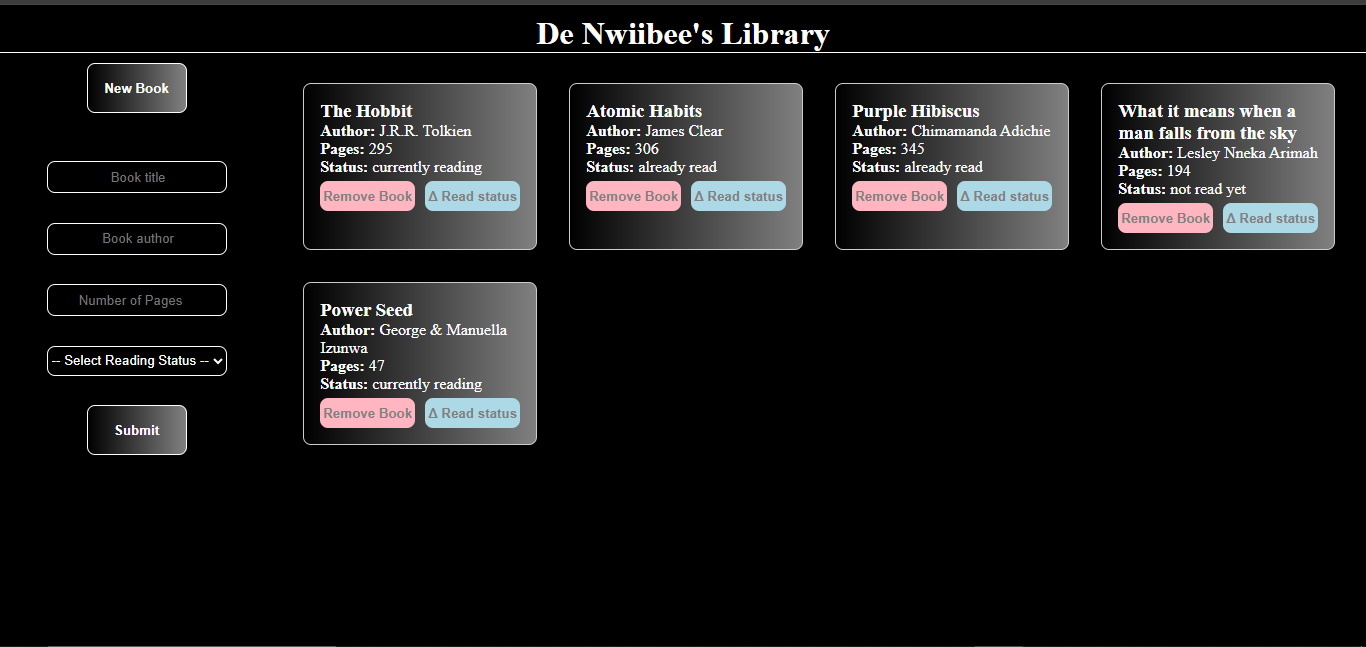 De Nwiibee's Library
New Book
Book title
Book author
Number of Pages
-- Select Reading Status --
Submit
The Hobbit
Author: J.R.R. Tolkien
Pages: 295
Status: currently reading
Remove Book
Δ Read status
Atomic Habits
Author: James Clear
Pages: 306
Status: already read
Remove Book
Δ Read status
Purple Hibiscus
Author: Chimamanda Adichie
Pages: 345
Status: already read
Remove Book
Δ Read status
What it means when a
man falls from the sky
Author: Lesley Nneka Arimah
Pages: 194
Status: not read yet
Remove Book
Δ Read status
Power Seed
Author: George & Manuella
Izunwa
Pages: 47
Status: currently reading
Remove Book
Δ Read status